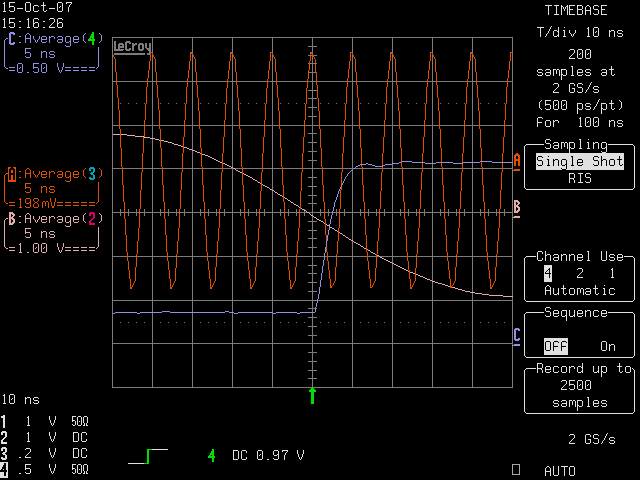 15-Oct-07
15:16:26
C:Average(4)
5 ns
=0.50 V====
LeCroy
A:Average(3)
5 ns
=198mV=====
B:Average(2)
5 ns
=1.00 V====
10 ns
1 1 V 50Ω
2 1 V DC
3 .2 V DC
4 .5 V 50Ω
4 DC 0.97 V
A
B
C
TIMEBASE
T/div 10 ns
200
samples at
2 GS/s
(500 ps/pt)
For 100 ns
Sampling
Single Shot
RIS
Channel Use
4 2 1
Automatic
Sequence
OFF On
Record up to
2500
samples
2 GS/s
AUTO